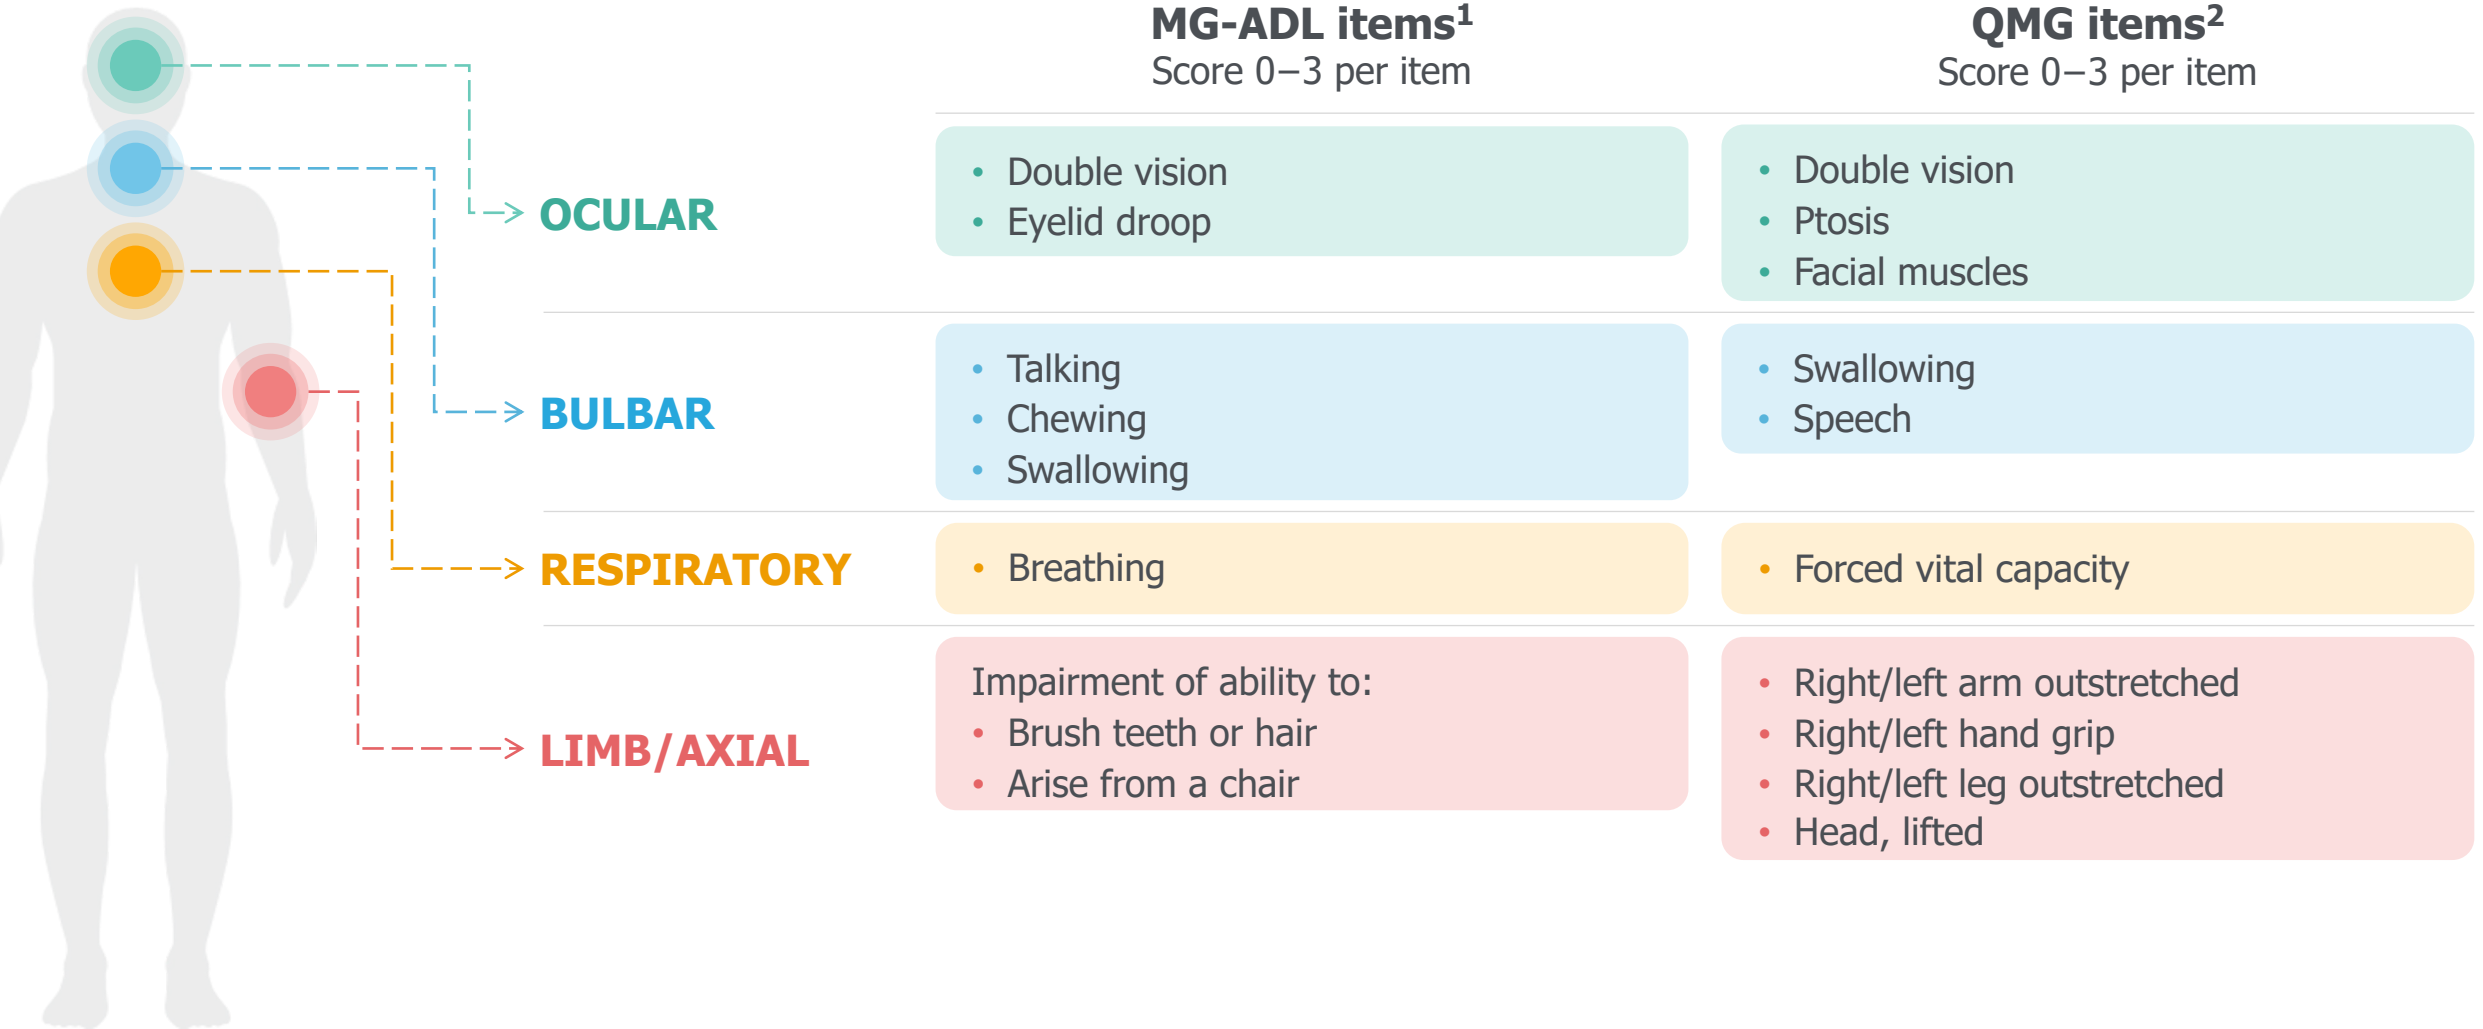 MG-ADL items¹
Score 0–3 per item
QMG items²
Score 0–3 per item
OCULAR
• Double vision
• Eyelid droop
• Double vision
• Ptosis
• Facial muscles
BULBAR
• Talking
• Chewing
• Swallowing
• Swallowing
• Speech
RESPIRATORY
• Breathing
• Forced vital capacity
LIMB/AXIAL
Impairment of ability to:
• Brush teeth or hair
• Arise from a chair
• Right/left arm outstretched
• Right/left hand grip
• Right/left leg outstretched
• Head, lifted